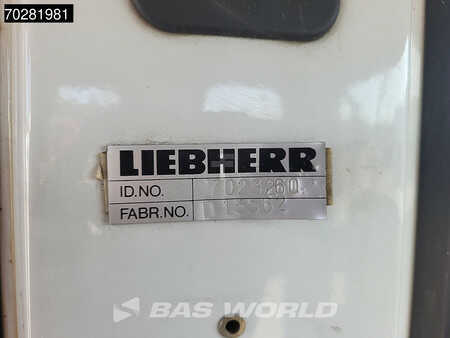 70281981
LIEBHERR
ID.NO.
FABR.NO.
BAS WORLD